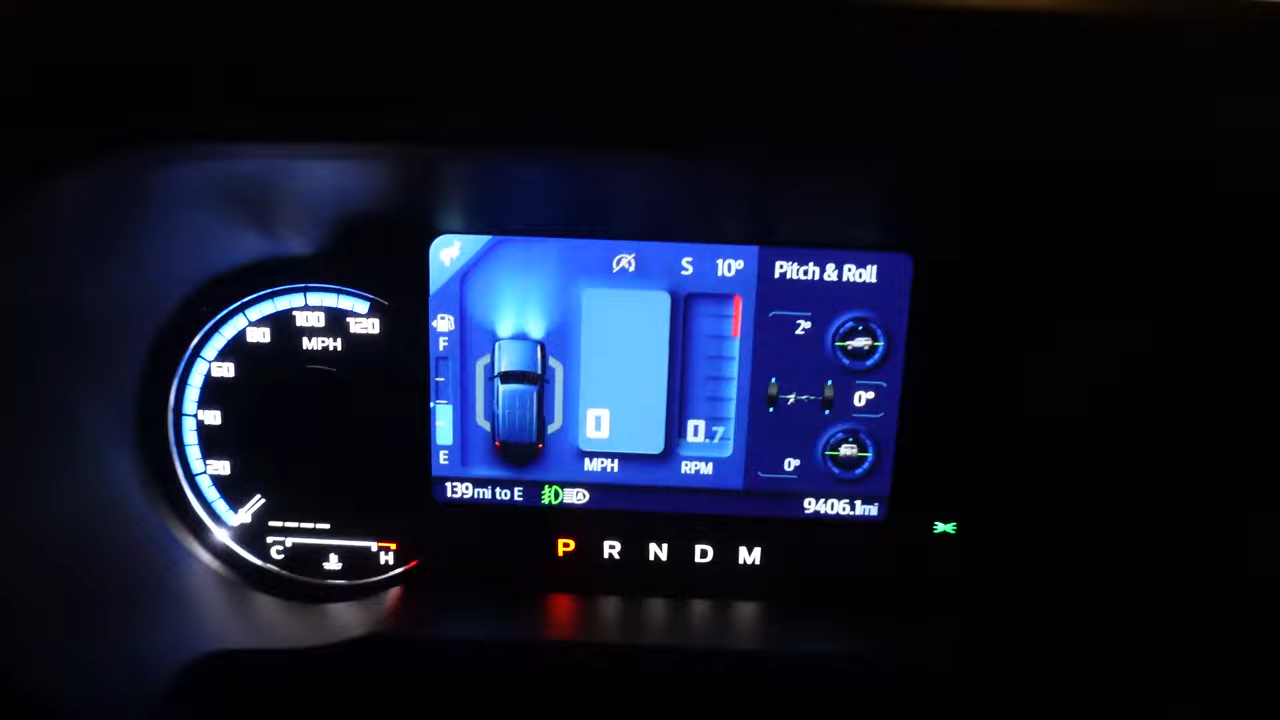 100
120
80
MPH
60
40
20
C
H
S 10°
Pitch & Roll
F
2°
0°
0
0.7
E
MPH
RPM
0°
139 mi to E
A
9406.1mi
P R N D M